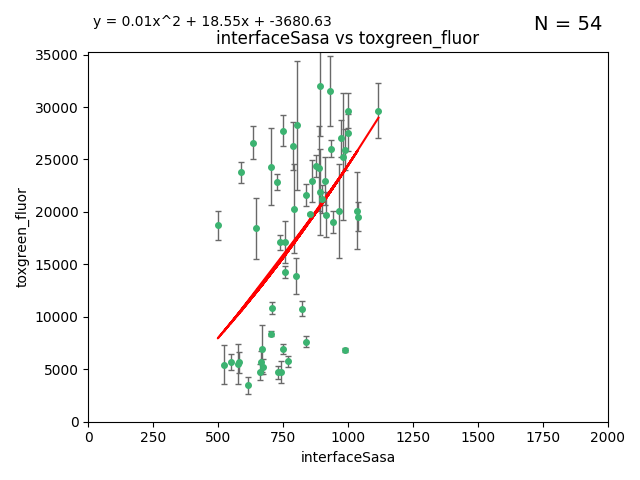 y = 0.01x^2 + 18.55x + -3680.63
N = 54
interfaceSasa vs toxgreen_fluor
35000
30000
25000
20000
15000
10000
5000
0
toxgreen_fluor
0 250 500 750 1000 1250 1500 1750 2000
interfaceSasa